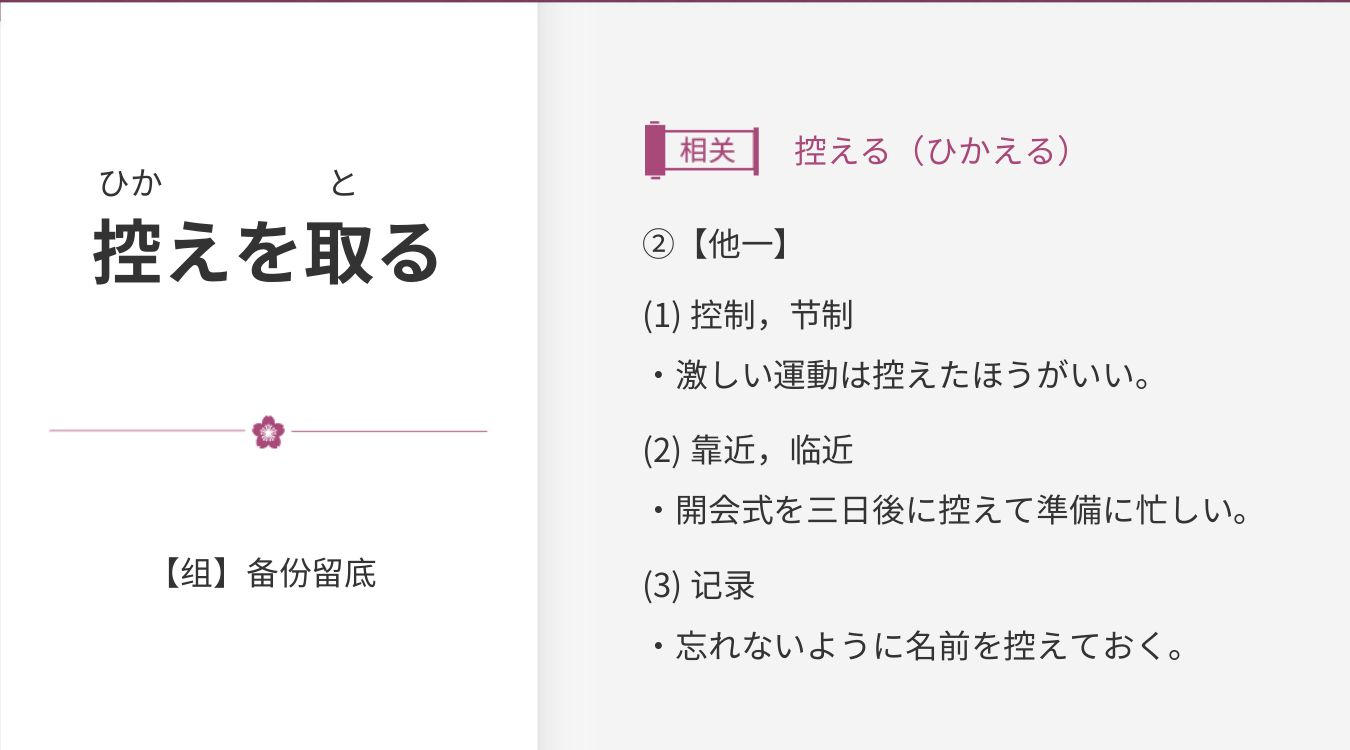 ひか と
控えを取る
【组】备份留底
相关 控える（ひかえる）
②【他一】
(1) 控制，节制
・激しい運動は控えたほうがいい。
(2) 靠近，临近
・開会式を三日後に控えて準備に忙しい。
(3) 记录
・忘れないように名前を控えておく。